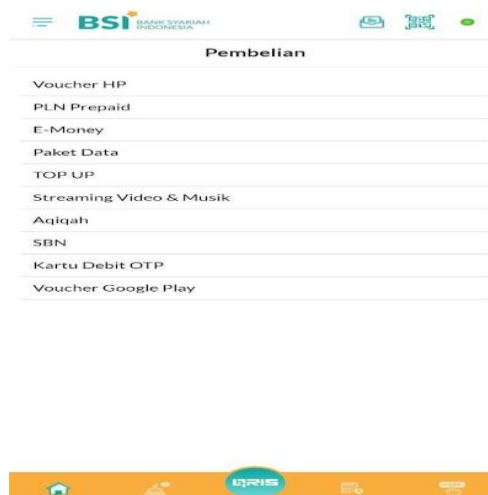 BSI BANK SYARIAH
INDONESIA
Pembelian
Voucher HP
PLN Prepaid
E-Money
Paket Data
TOP UP
Streaming Video & Musik
Aqiqah
SBN
Kartu Debit OTP
Voucher Google Play
QRIS